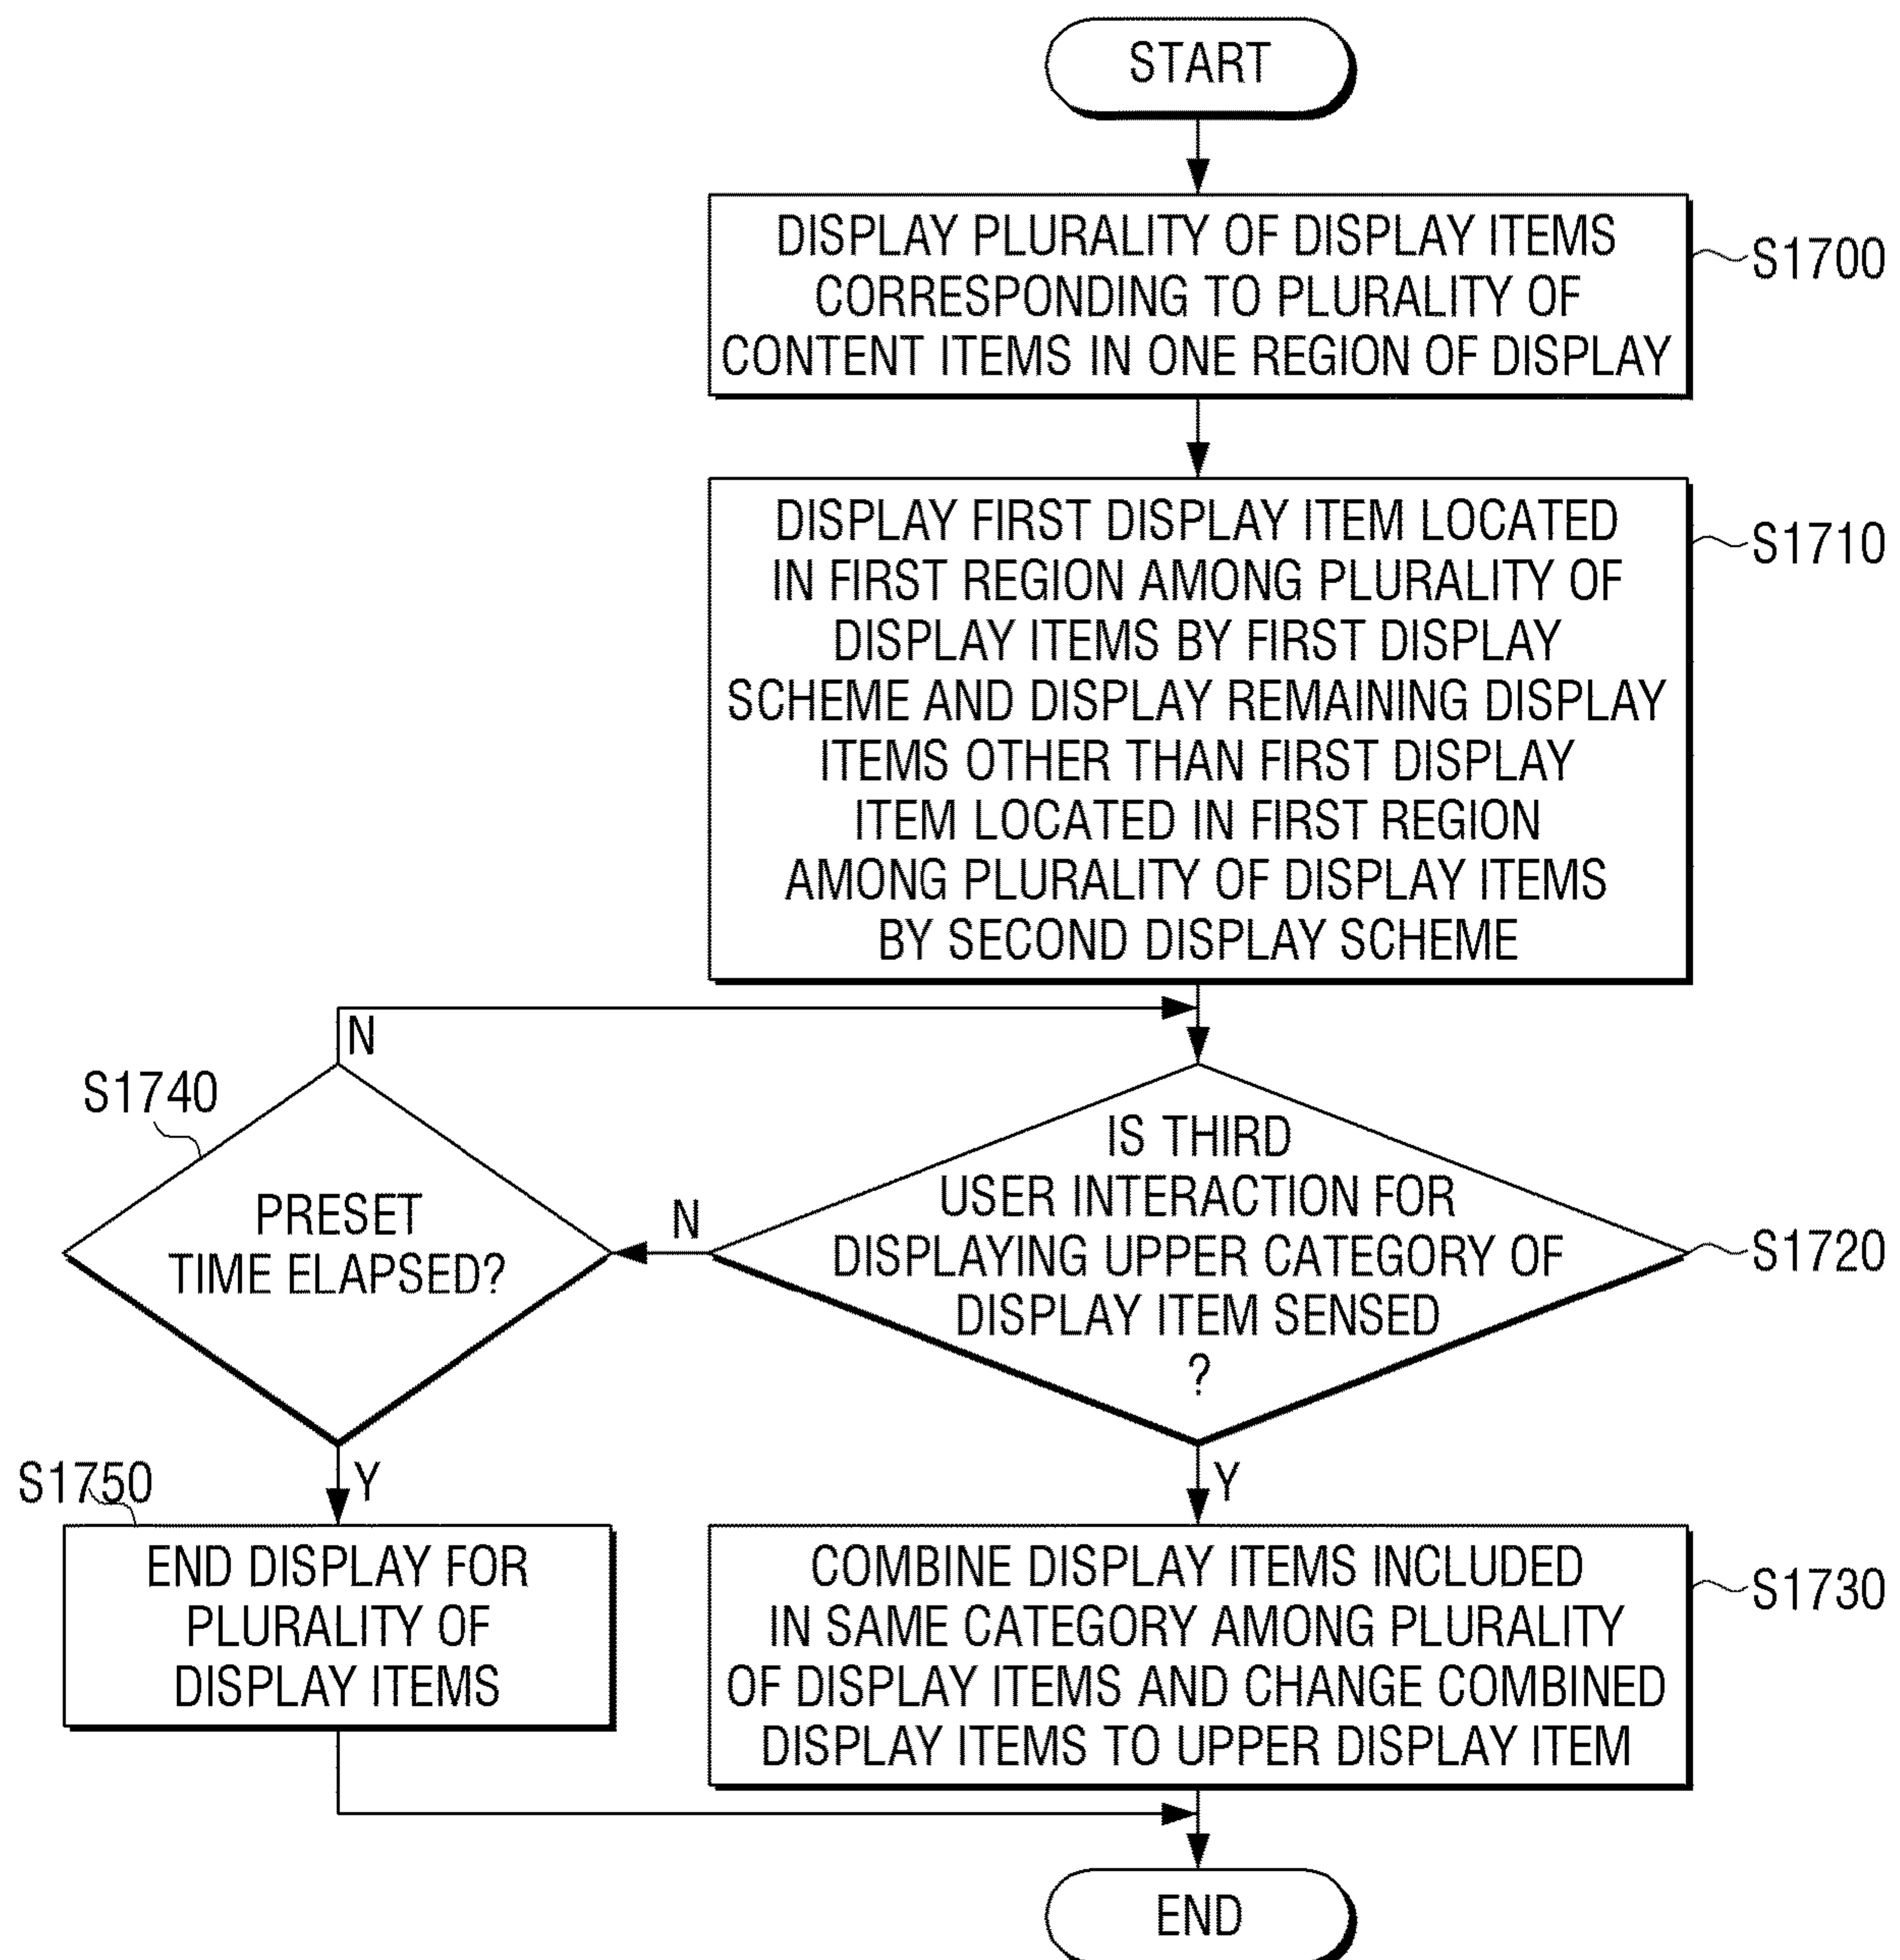 START
DISPLAY PLURALITY OF DISPLAY ITEMS
CORRESPONDING TO PLURALITY OF
CONTENT ITEMS IN ONE REGION OF DISPLAY
S1700
DISPLAY FIRST DISPLAY ITEM LOCATED
IN FIRST REGION AMONG PLURALITY OF
DISPLAY ITEMS BY FIRST DISPLAY
SCHEME AND DISPLAY REMAINING DISPLAY
ITEMS OTHER THAN FIRST DISPLAY
ITEM LOCATED IN FIRST REGION
AMONG PLURALITY OF DISPLAY ITEMS
BY SECOND DISPLAY SCHEME
S1710
N
S1740
PRESET
TIME ELAPSED?
N
IS THIRD
USER INTERACTION FOR
DISPLAYING UPPER CATEGORY OF
DISPLAY ITEM SENSED
?
S1720
Y
Y
S1750
END DISPLAY FOR
PLURALITY OF
DISPLAY ITEMS
COMBINE DISPLAY ITEMS INCLUDED
IN SAME CATEGORY AMONG PLURALITY
OF DISPLAY ITEMS AND CHANGE COMBINED
DISPLAY ITEMS TO UPPER DISPLAY ITEM
S1730
END